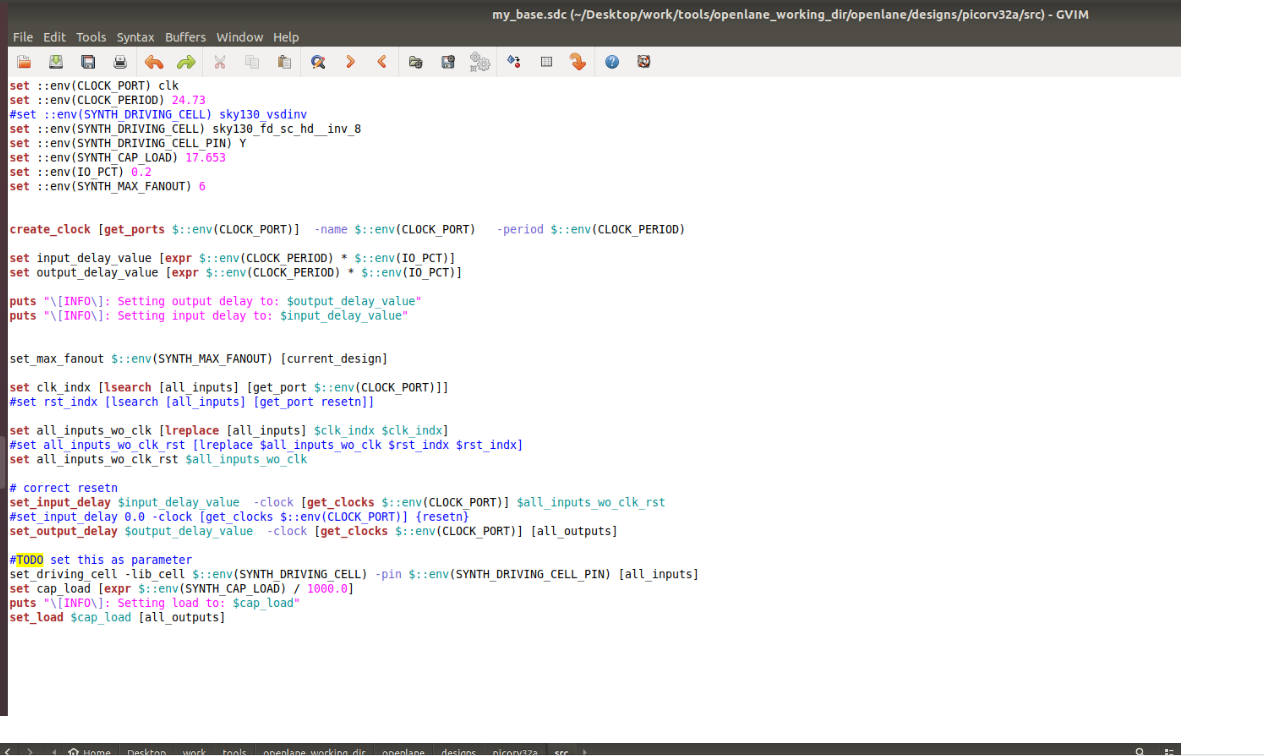 my_base.sdc (~/Desktop/work/tools/openlane_working_dir/openlane/designs/picorv32a/src) - GVIM
File Edit Tools Syntax Buffers Window Help
set ::env(CLOCK_PORT) clk
set ::env(CLOCK_PERIOD) 24.73
#set ::env(SYNTH_DRIVING_CELL) sky130_vsdinv
set ::env(SYNTH_DRIVING_CELL) sky130_fd_sc_hd__inv_8
set ::env(SYNTH_DRIVING_CELL_PIN) Y
set ::env(SYNTH_CAP_LOAD) 17.653
set ::env(IO_PCT) 0.2
set ::env(SYNTH_MAX_FANOUT) 6
create_clock [get_ports $::env(CLOCK_PORT)]  -name $::env(CLOCK_PORT)   -period $::env(CLOCK_PERIOD)
set input_delay_value [expr $::env(CLOCK_PERIOD) * $::env(IO_PCT)]
set output_delay_value [expr $::env(CLOCK_PERIOD) * $::env(IO_PCT)]
puts "\[INFO\]: Setting output delay to: $output_delay_value"
puts "\[INFO\]: Setting input delay to: $input_delay_value"
set_max_fanout $::env(SYNTH_MAX_FANOUT) [current_design]
set clk_indx [lsearch [all_inputs] [get_port $::env(CLOCK_PORT)]]
#set rst_indx [lsearch [all_inputs] [get_port resetn]]
set all_inputs_wo_clk [lreplace [all_inputs] $clk_indx $clk_indx]
#set all_inputs_wo_clk_rst [lreplace $all_inputs_wo_clk $rst_indx $rst_indx]
set all_inputs_wo_clk_rst $all_inputs_wo_clk
# correct resetn
set_input_delay $input_delay_value  -clock [get_clocks $::env(CLOCK_PORT)] $all_inputs_wo_clk_rst
#set_input_delay 0.0 -clock [get_clocks $::env(CLOCK_PORT)] {resetn}
set_output_delay $output_delay_value  -clock [get_clocks $::env(CLOCK_PORT)] [all_outputs]
#TODO set this as parameter
set_driving_cell -lib_cell $::env(SYNTH_DRIVING_CELL) -pin $::env(SYNTH_DRIVING_CELL_PIN) [all_inputs]
set cap_load [expr $::env(SYNTH_CAP_LOAD) / 1000.0]
puts "\[INFO\]: Setting load to: $cap_load"
set_load $cap_load [all_outputs]
Home Desktop work tools openlane_working_dir openlane designs picorv32a src